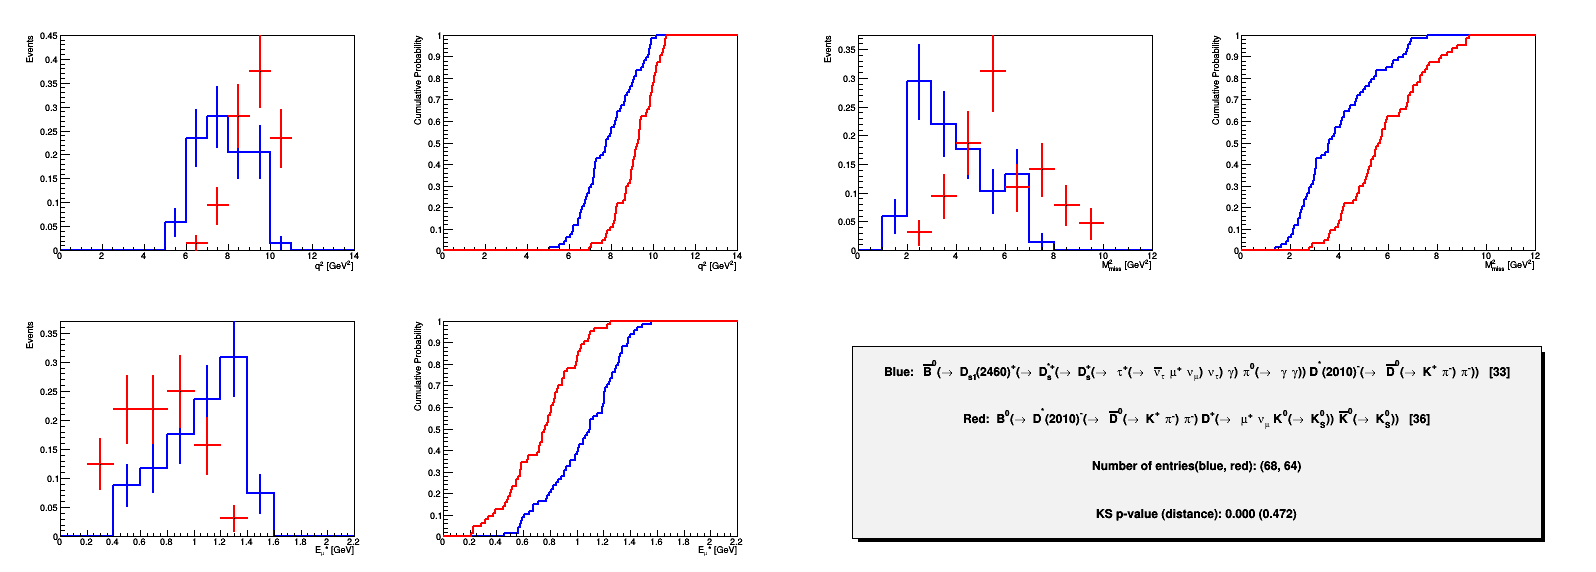 Events
0.45
0.4
0.35
0.3
0.25
0.2
0.15
0.1
0.05
0
0 2 4 6 8 10 12 14
q² [GeV²]
Cumulative Probability
1
0.9
0.8
0.7
0.6
0.5
0.4
0.3
0.2
0.1
0
0 2 4 6 8 10 12 14
q² [GeV²]
Events
0.35
0.3
0.25
0.2
0.15
0.1
0.05
0
0 2 4 6 8 10 12
M²miss [GeV²]
Cumulative Probability
1
0.9
0.8
0.7
0.6
0.5
0.4
0.3
0.2
0.1
0
0 2 4 6 8 10 12
M²miss [GeV²]
Events
0.35
0.3
0.25
0.2
0.15
0.1
0.05
0
0 0.2 0.4 0.6 0.8 1 1.2 1.4 1.6 1.8 2 2.2
Eμ* [GeV]
Cumulative Probability
1
0.9
0.8
0.7
0.6
0.5
0.4
0.3
0.2
0.1
0
0 0.2 0.4 0.6 0.8 1 1.2 1.4 1.6 1.8 2 2.2
Eμ* [GeV]
Blue: B̅⁰(→ Ds1(2460)⁺(→ Ds*⁺(→ Ds⁺(→ τ⁺(→ ν̅τ μ⁺ νμ) ντ) γ) π⁰(→ γ γ)) D*(2010)⁻(→ D̅⁰(→ K⁺ π⁻) π⁻)) [33]
Red: B⁰(→ D*(2010)⁻(→ D̅⁰(→ K⁺ π⁻) π⁻) D⁺(→ μ⁺ νμ K⁰(→ K⁰S)) K̅⁰(→ K⁰S)) [36]
Number of entries(blue, red): (68, 64)
KS p-value (distance): 0.000 (0.472)